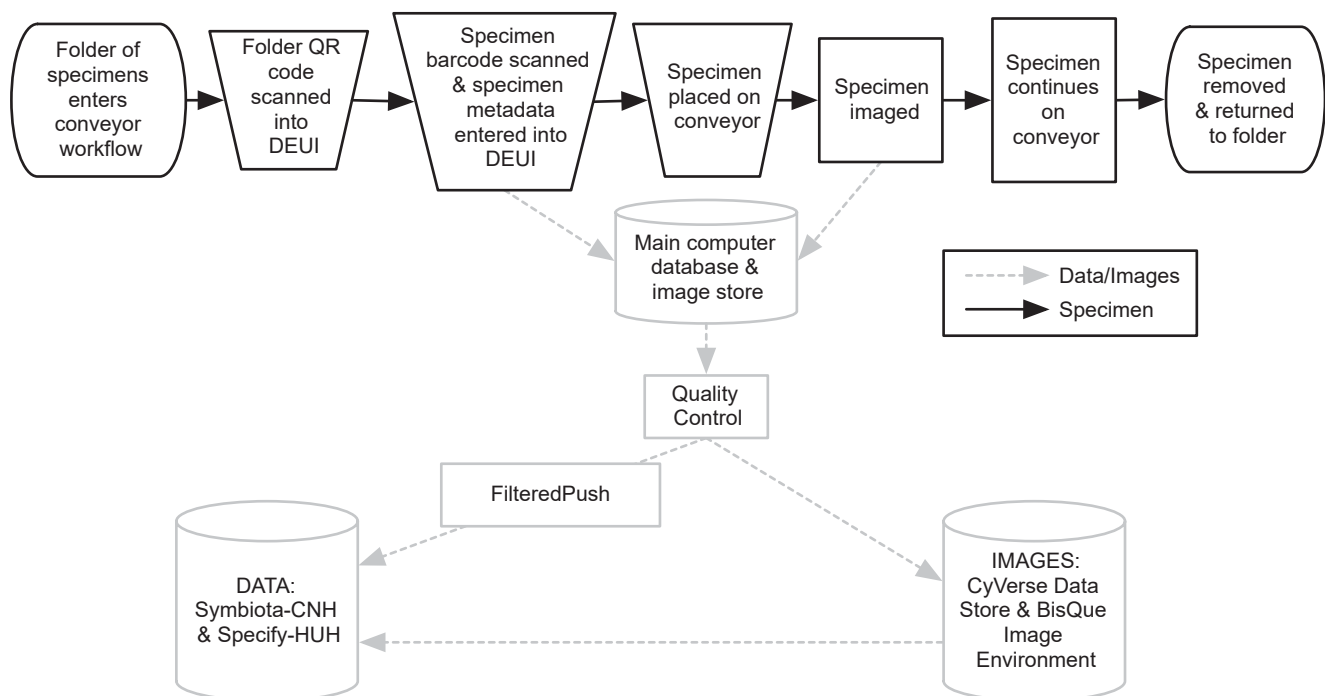 Folder of
specimens
enters
conveyor
workflow
Folder QR
code
scanned
into
DEUI
Specimen
barcode scanned
& specimen
metadata
entered into
DEUI
Specimen
placed on
conveyor
Specimen
imaged
Specimen
continues
on
conveyor
Specimen
removed
& returned
to folder
Main computer
database &
image store
Data/Images
Specimen
Quality
Control
FilteredPush
DATA:
Symbiota-CNH
& Specify-HUH
IMAGES:
CyVerse Data
Store & BisQue
Image
Environment